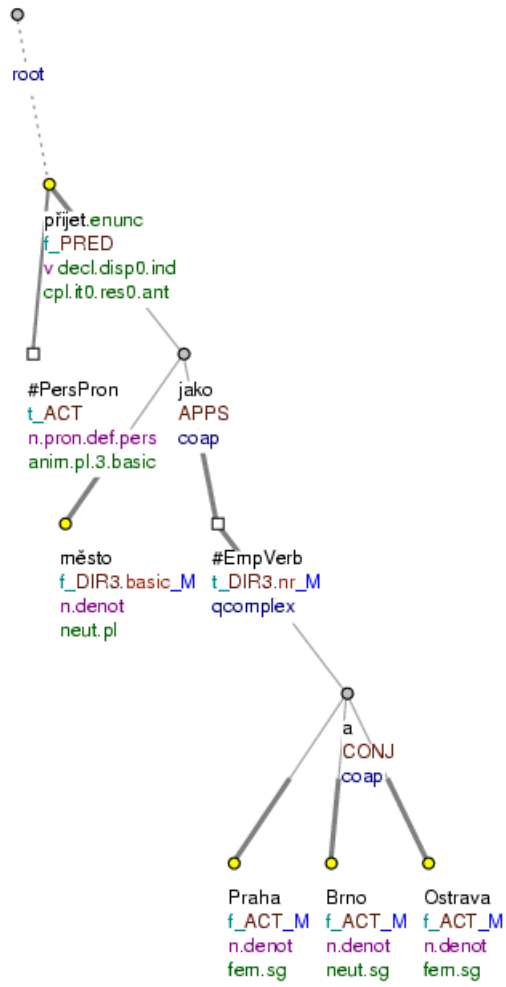 root
přijet.enunc
f_PRED
v decl.disp0.ind
cpl.it0.res0.ant
#PersPron
t_ACT
n.pron.def.pers
anim.pl.3.basic
jako
APPS
coap
město
f_DIR3.basic_M
n.denot
neut.pl
#EmpVerb
t_DIR3.nr_M
qcomplex
a
CONJ
coap
Praha
f_ACT_M
n.denot
fem.sg
Brno
f_ACT_M
n.denot
neut.sg
Ostrava
f_ACT_M
n.denot
fem.sg